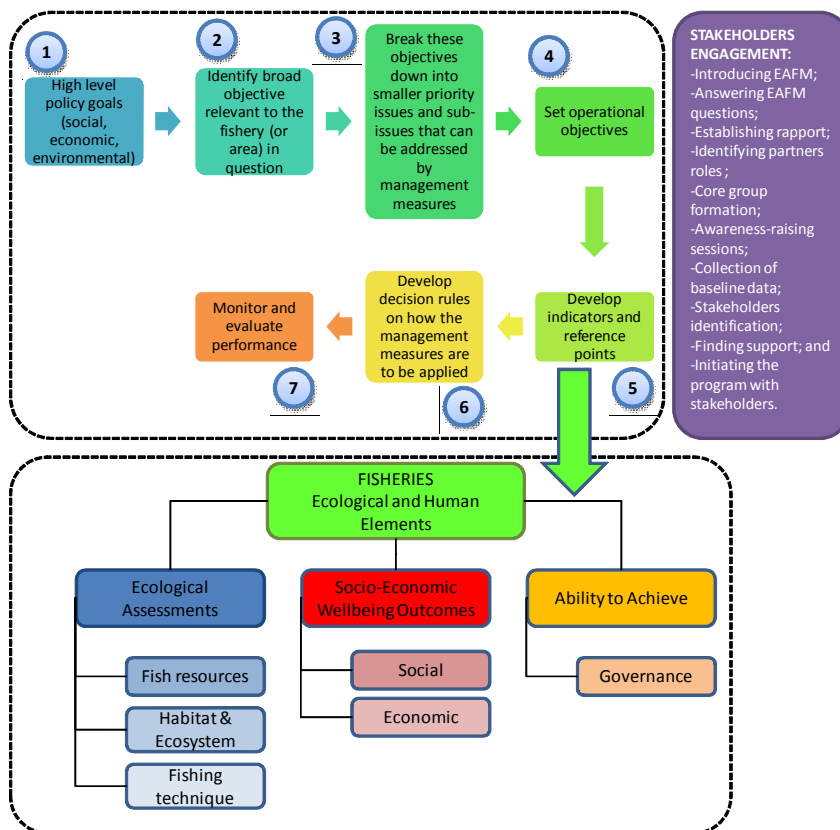 1
High level
policy goals
(social,
economic,
environmental)
2
Identify broad
objective
relevant to the
fishery (or
area) in
question
3
Break these
objectives
down into
smaller priority
issues and sub-
issues that can
be addressed
by
management
measures
4
Set operational
objectives
Develop
indicators and
reference
points
5
Develop
decision rules
on how the
management
measures are
to be applied
6
Monitor and
evaluate
performance
7
STAKEHOLDERS
ENGAGEMENT:
-Introducing EAFM;
-Answering EAFM
questions;
-Establishing rapport;
-Identifying partners
roles ;
-Core group
formation;
-Awareness-raising
sessions;
-Collection of
baseline data;
-Stakeholders
identification;
-Finding support; and
-Initiating the
program with
stakeholders.
FISHERIES
Ecological and Human
Elements
Ecological
Assessments
Fish resources
Habitat &
Ecosystem
Fishing
technique
Socio-Economic
Wellbeing Outcomes
Social
Economic
Ability to Achieve
Governance